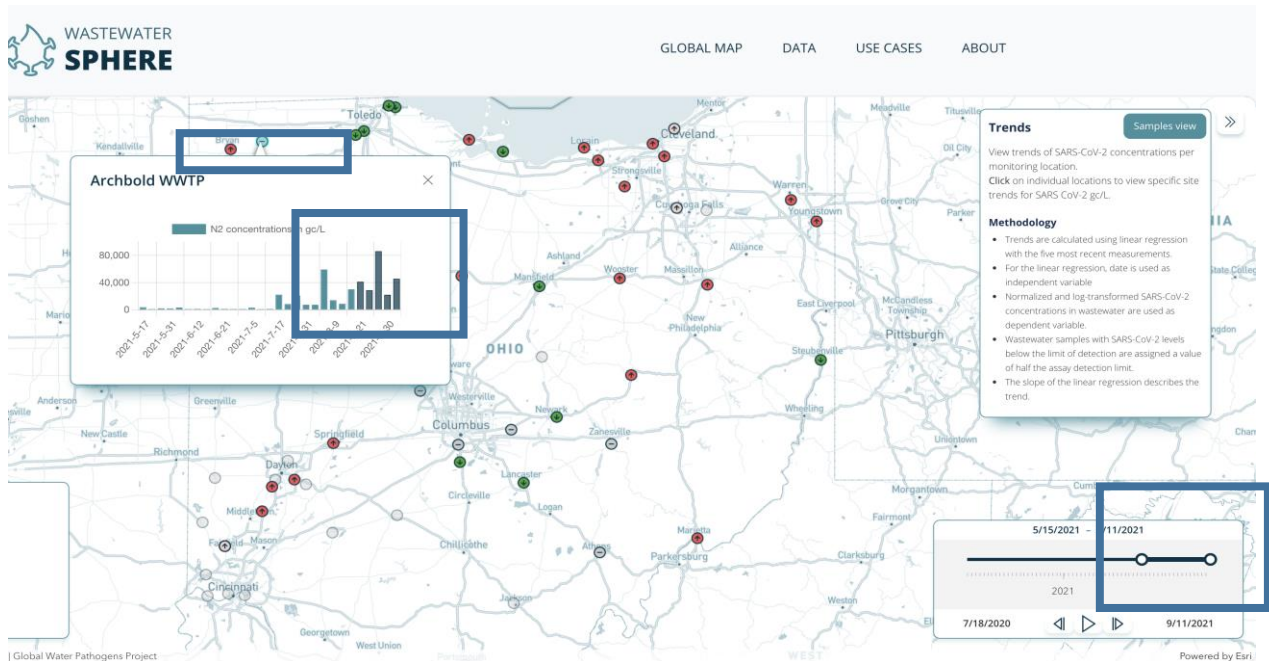 WASTEWATER
SPHERE
GLOBAL MAP
DATA
USE CASES
ABOUT
Goshen
Kendallville
Bryan
Toledo
Lorain
Mentor
Cleveland
Strongsville
Meadville
Titusville
Oil City
Warren
Youngstown
Grove City
Parker
Alliance
Ashland
Mansfield
Wooster
Massillon
New
Philadelphia
East Liverpool
McCandless
Township
Pittsburgh
Steubenville
Wheeling
Uniontown
OHIO
Anderson
New Castle
Richmond
Greenville
Springfield
Dayton
Westerville
Columbus
Newark
Zanesville
Lancaster
Circleville
Logan
Chillicothe
Athens
Marietta
Parkersburg
Clarksburg
Morgantown
Fairmont
Weston
Mason
Cincinnati
Georgetown
West Union
Jackson
WEST
Archbold WWTP
N2 concentrations in gc/L
80,000
40,000
0
2021-5-17
2021-5-31
2021-6-12
2021-6-21
2021-7-5
2021-7-17
Trends
Samples view
View trends of SARS-CoV-2 concentrations per
monitoring location.
Click on individual locations to view specific site
trends for SARS CoV-2 gc/L.
Methodology
• Trends are calculated using linear regression
with the five most recent measurements.
• For the linear regression, date is used as
independent variable
• Normalized and log-transformed SARS-CoV-2
concentrations in wastewater are used as
dependent variable.
• Wastewater samples with SARS-CoV-2 levels
below the limit of detection are assigned a value
of half the assay detection limit.
• The slope of the linear regression describes the
trend.
5/15/2021 – /11/2021
2021
7/18/2020
9/11/2021
| Global Water Pathogens Project
Powered by Esri